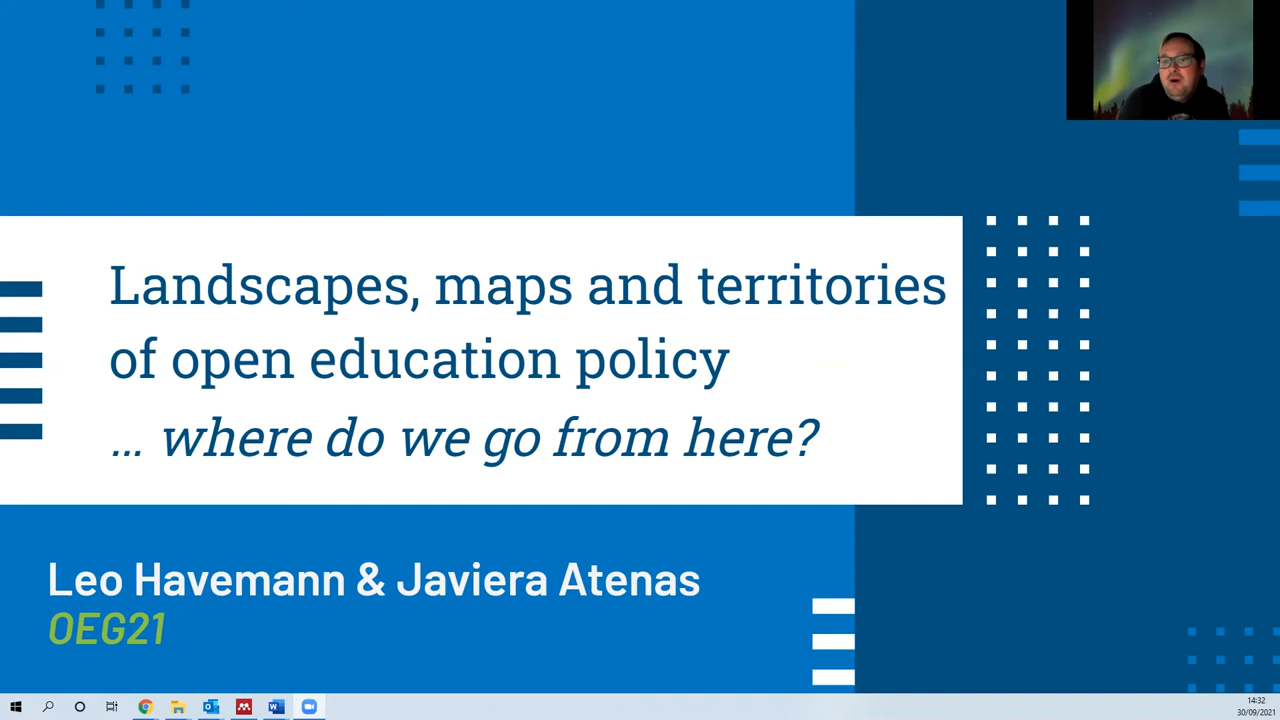 Landscapes, maps and territories
of open education policy
... where do we go from here?
Leo Havemann & Javiera Atenas
OEG21
14:32
30/09/2021